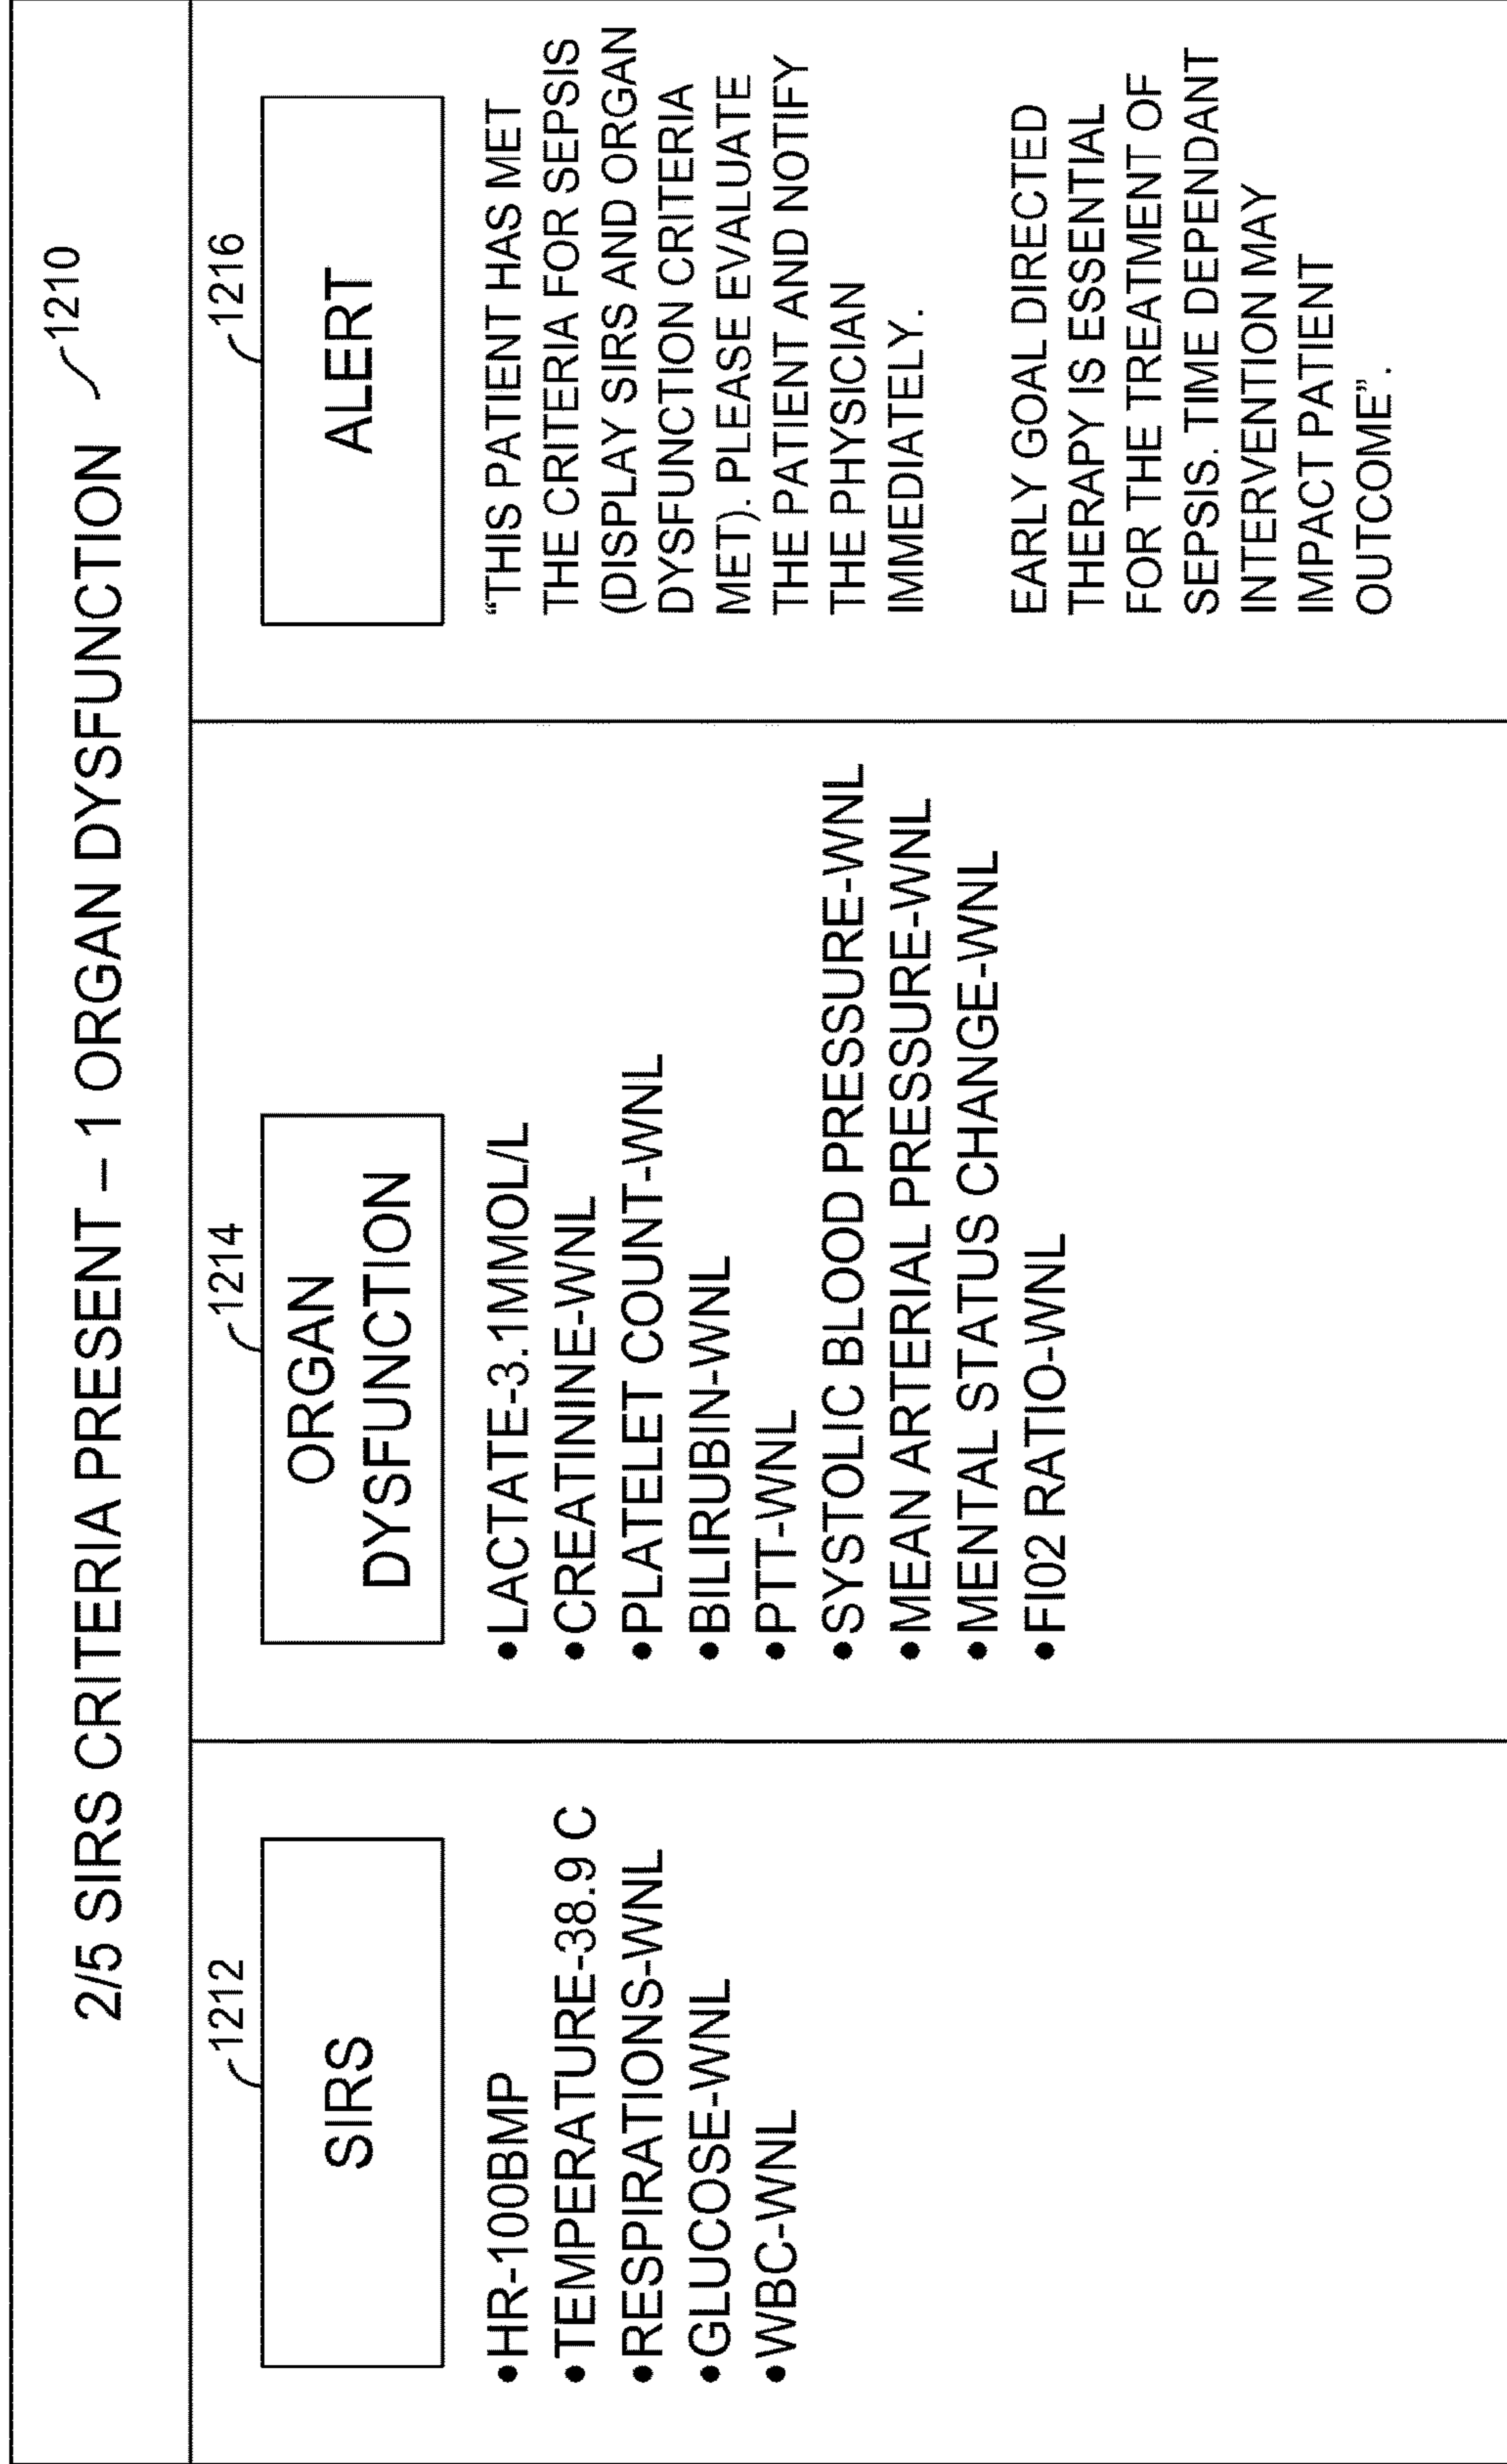 2/5 SIRS CRITERIA PRESENT – 1 ORGAN DYSFUNCTION
1210
1212
SIRS
•HR-100BMP
•TEMPERATURE-38.9 C
•RESPIRATIONS-WNL
•GLUCOSE-WNL
•WBC-WNL
1214
ORGAN
DYSFUNCTION
•LACTATE-3.1MMOL/L
•CREATININE-WNL
•PLATELET COUNT-WNL
•BILIRUBIN-WNL
•PTT-WNL
•SYSTOLIC BLOOD PRESSURE-WNL
•MEAN ARTERIAL PRESSURE-WNL
•MENTAL STATUS CHANGE-WNL
•FI02 RATIO-WNL
1216
ALERT
“THIS PATIENT HAS MET
THE CRITERIA FOR SEPSIS
(DISPLAY SIRS AND ORGAN
DYSFUNCTION CRITERIA
MET). PLEASE EVALUATE
THE PATIENT AND NOTIFY
THE PHYSICIAN
IMMEDIATELY.
EARLY GOAL DIRECTED
THERAPY IS ESSENTIAL
FOR THE TREATMENT OF
SEPSIS. TIME DEPENDANT
INTERVENTION MAY
IMPACT PATIENT
OUTCOME”.